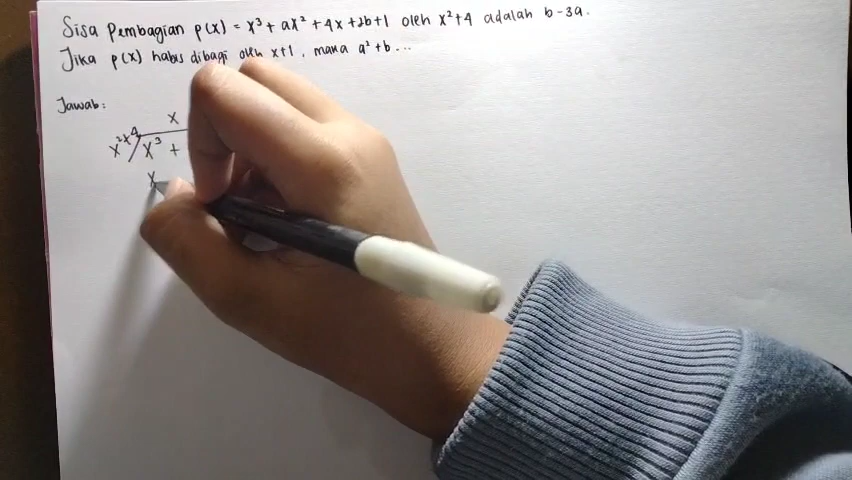 Sisa Pembagian p(x) = x³ + ax² + 4x + 2b + 1 oleh x² + 4 adalah b - 3a.
Jika p(x) habis dibagi oleh x + 1, maka a² + b ...
Jawab:
x
x²+4 x³ +
x